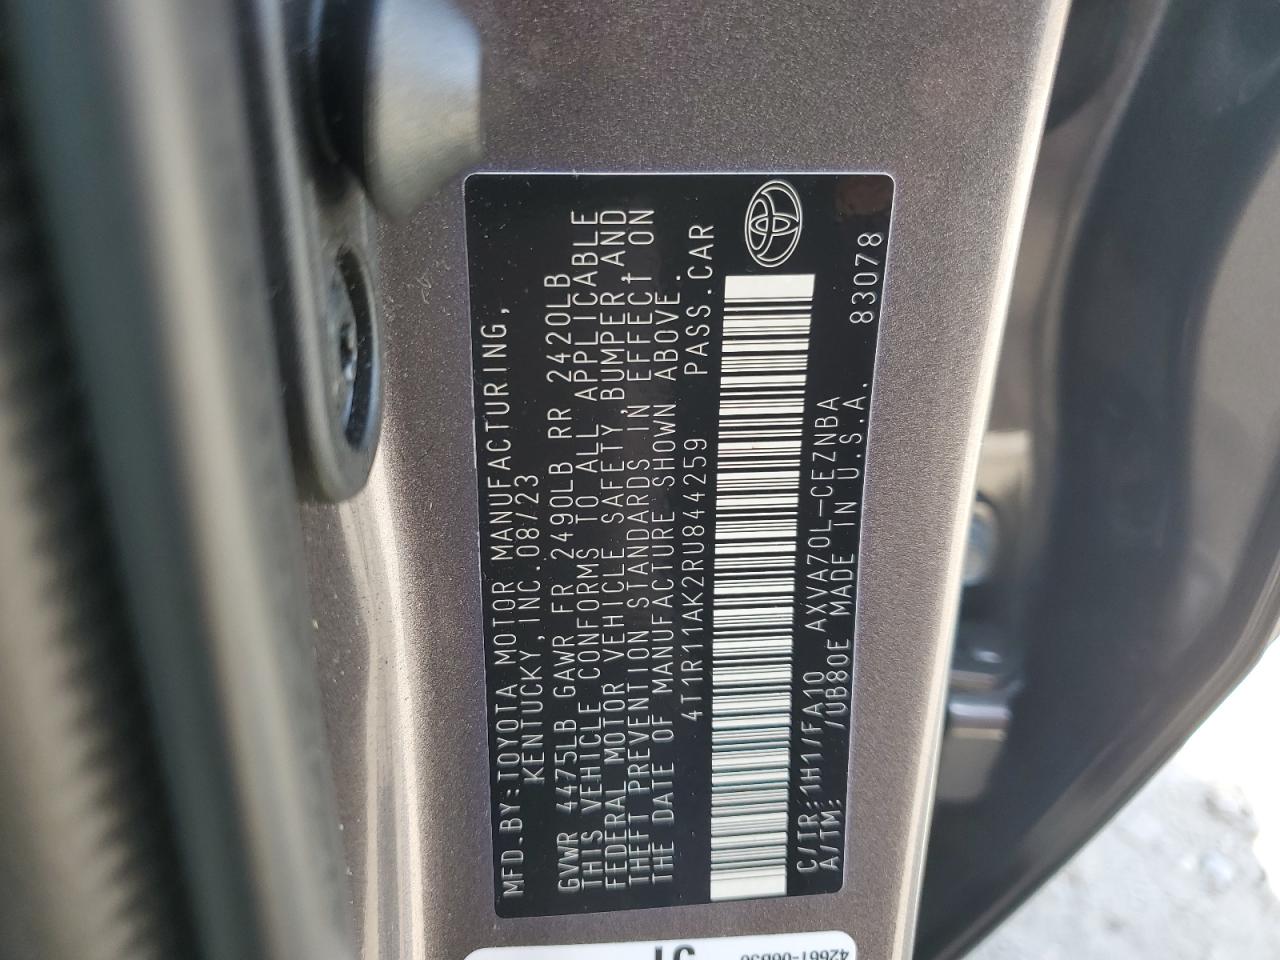 MFD.BY:TOYOTA MOTOR MANUFACTURING,
KENTUCKY, INC.08/23
GVWR 4475LB GAWR FR 2490LB RR 2420LB
THIS VEHICLE CONFORMS TO ALL APPLICABLE
FEDERAL MOTOR VEHICLE SAFETY,BUMPER,AND
THEFT PREVENTION STANDARDS IN EFFECT ON
THE DATE OF MANUFACTURE SHOWN ABOVE.
4T1R11AK2RU844259 PASS.CAR
C/TR:1H1/FA10 AXVA70L-CEZNBA
A/TM: /UB80E MADE IN U.S.A. 83078